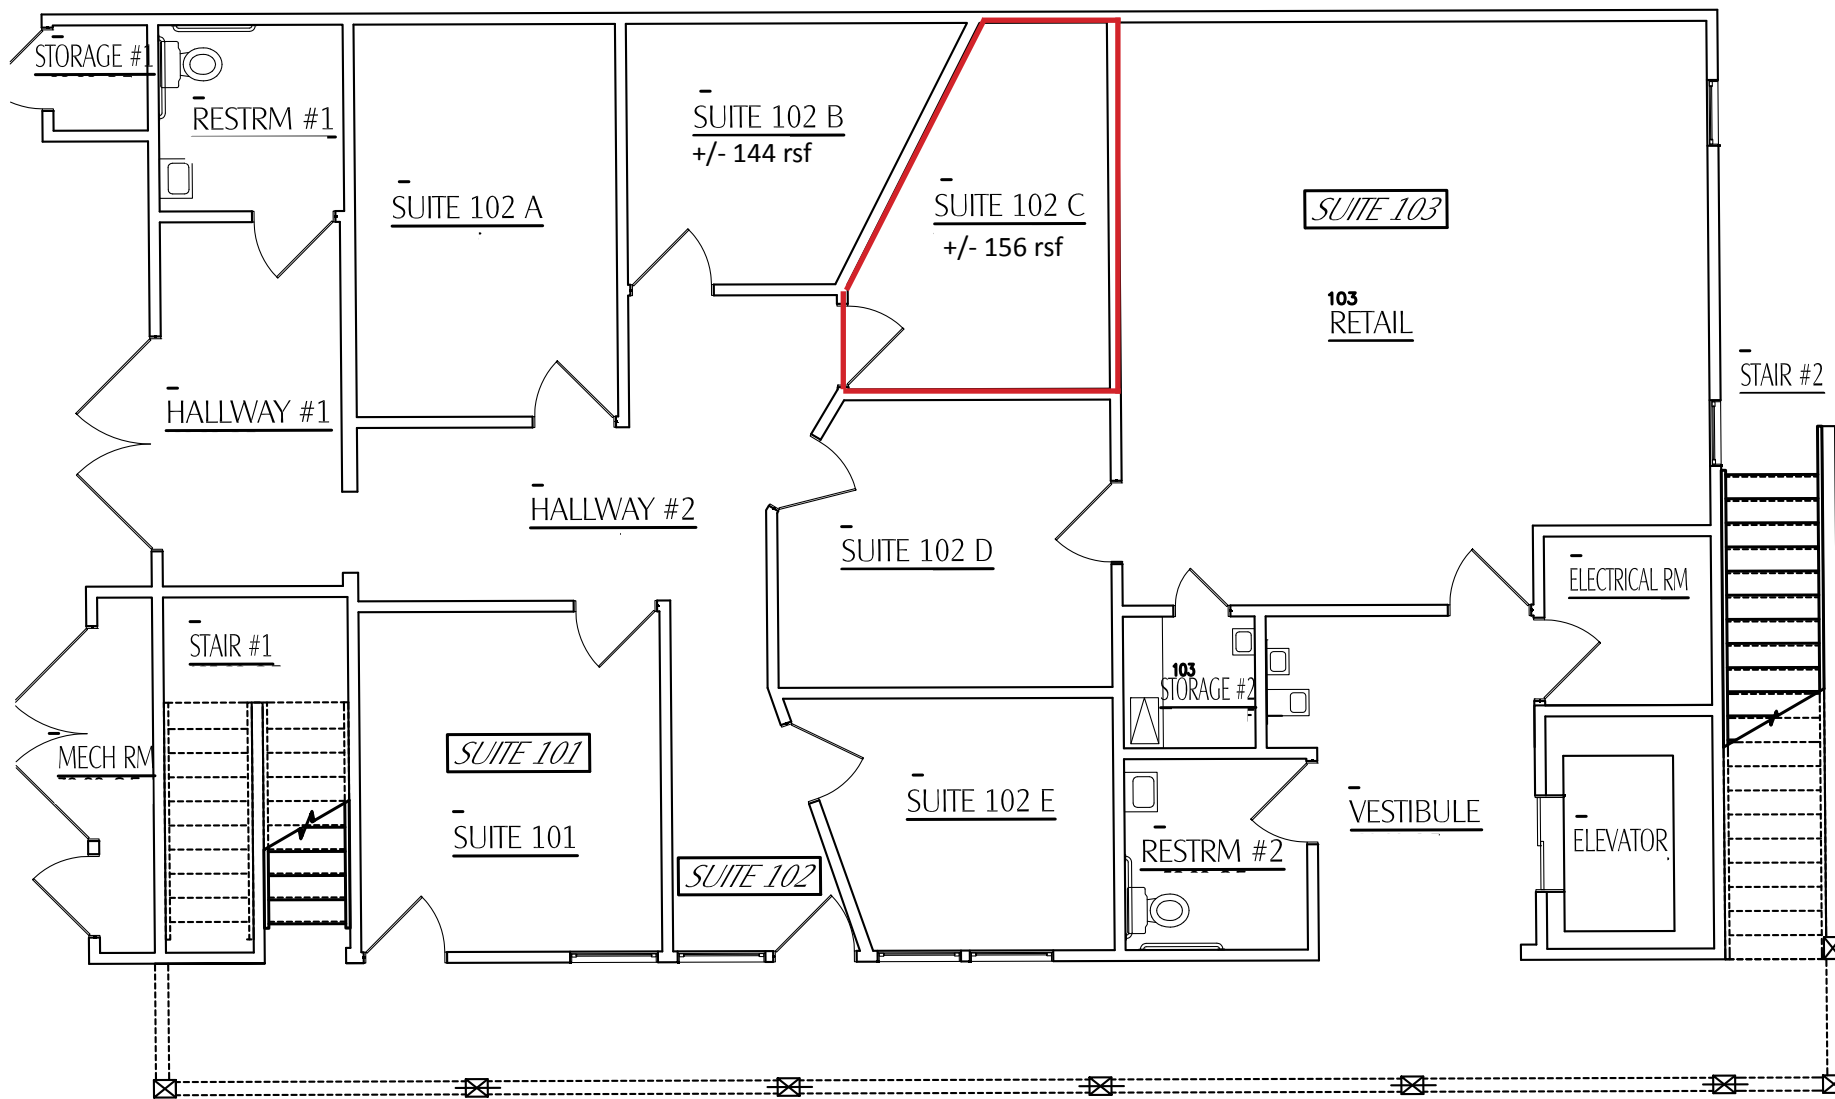 STORAGE #1
RESTRM #1
SUITE 102 B
+/- 144 rsf
SUITE 102 A
SUITE 102 C
+/- 156 rsf
SUITE 103
103
RETAIL
STAIR #2
HALLWAY #1
HALLWAY #2
SUITE 102 D
ELECTRICAL RM
STAIR #1
103
STORAGE #2
MECH RM
SUITE 101
SUITE 101
SUITE 102 E
VESTIBULE
ELEVATOR
RESTRM #2
SUITE 102